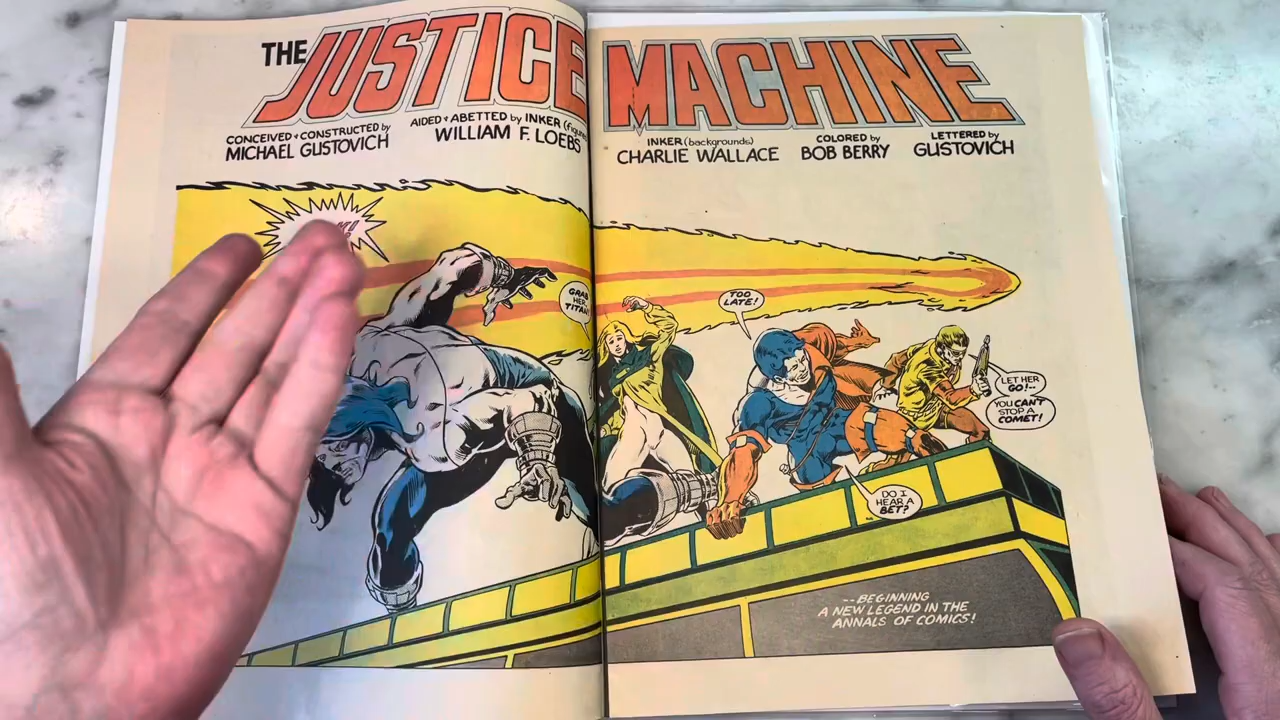 THE JUSTICE MACHINE
CONCEIVED & CONSTRUCTED by
MICHAEL GUSTOVICH
AIDED & ABETTED by INKER
WILLIAM F. LOEBS
INKER (backgrounds)
CHARLIE WALLACE
COLORED by
BOB BERRY
LETTERED by
GUSTOVICH
GRAB
HER,
TITAN!
TOO
LATE!
LET HER
GO!--
YOU CAN'T
STOP A
COMET!
DO I
HEAR A
BET?
--BEGINNING
A NEW LEGEND IN THE
ANNALS OF COMICS!